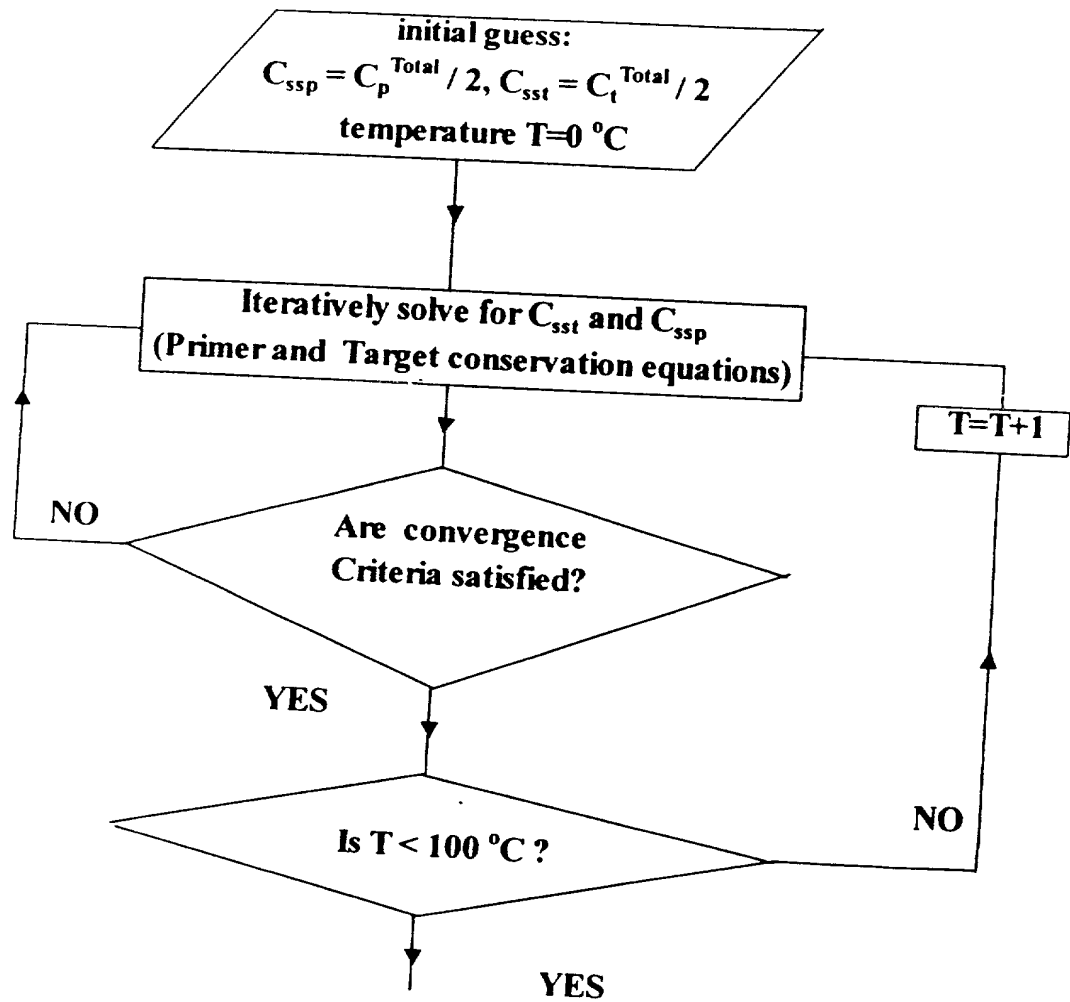 initial guess:
C_ssp = C_p^Total / 2, C_sst = C_t^Total / 2
temperature T=0 °C
Iteratively solve for C_sst and C_ssp
(Primer and Target conservation equations)
T=T+1
NO
Are convergence
Criteria satisfied?
YES
NO
Is T < 100 °C ?
YES